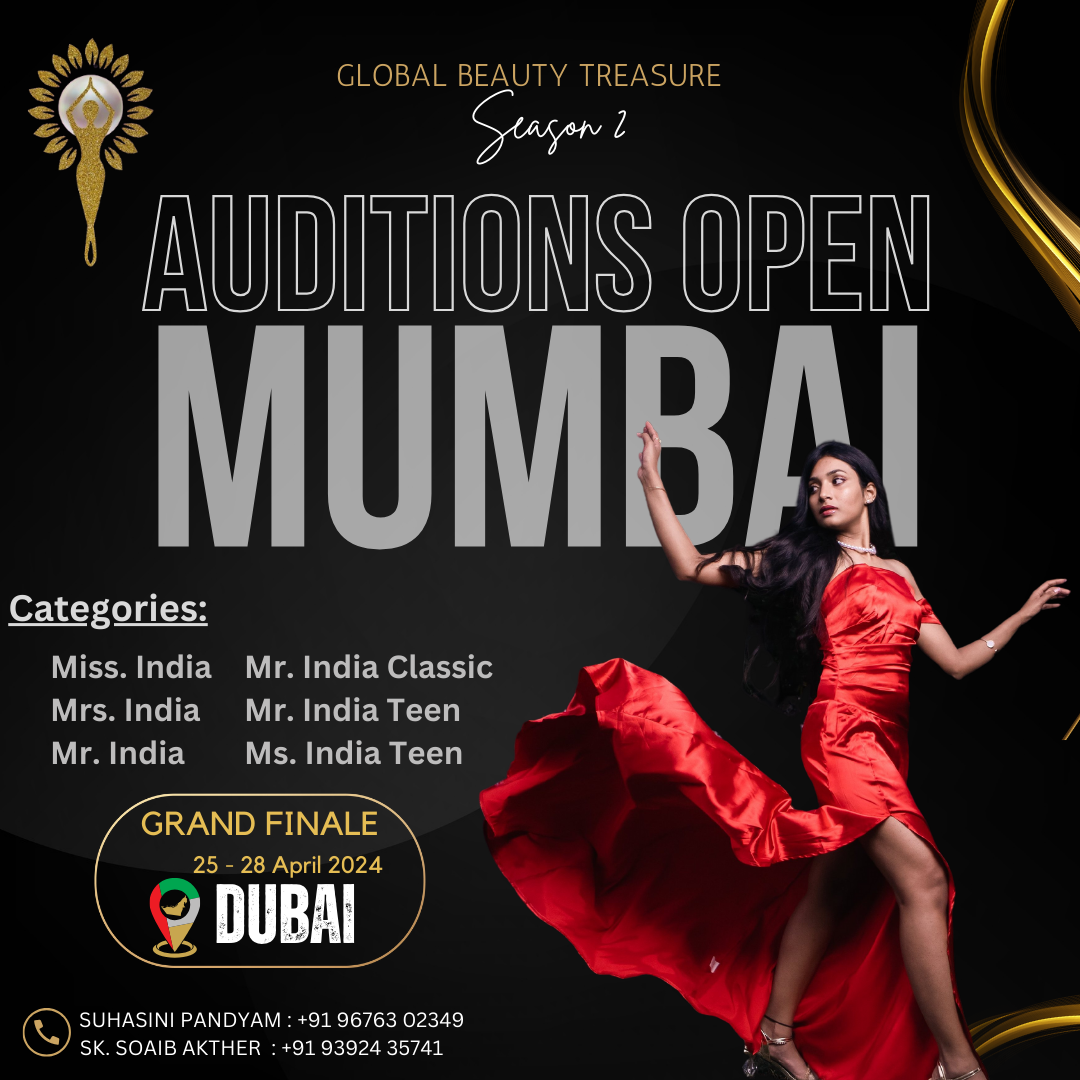 GLOBAL BEAUTY TREASURE
Season 2
AUDITIONS OPEN
MUMBAI
Categories:
Miss. India
Mrs. India
Mr. India
Mr. India Classic
Mr. India Teen
Ms. India Teen
GRAND FINALE
25 - 28 April 2024
DUBAI
SUHASINI PANDYAM : +91 96763 02349
SK. SOAIB AKTHER : +91 93924 35741